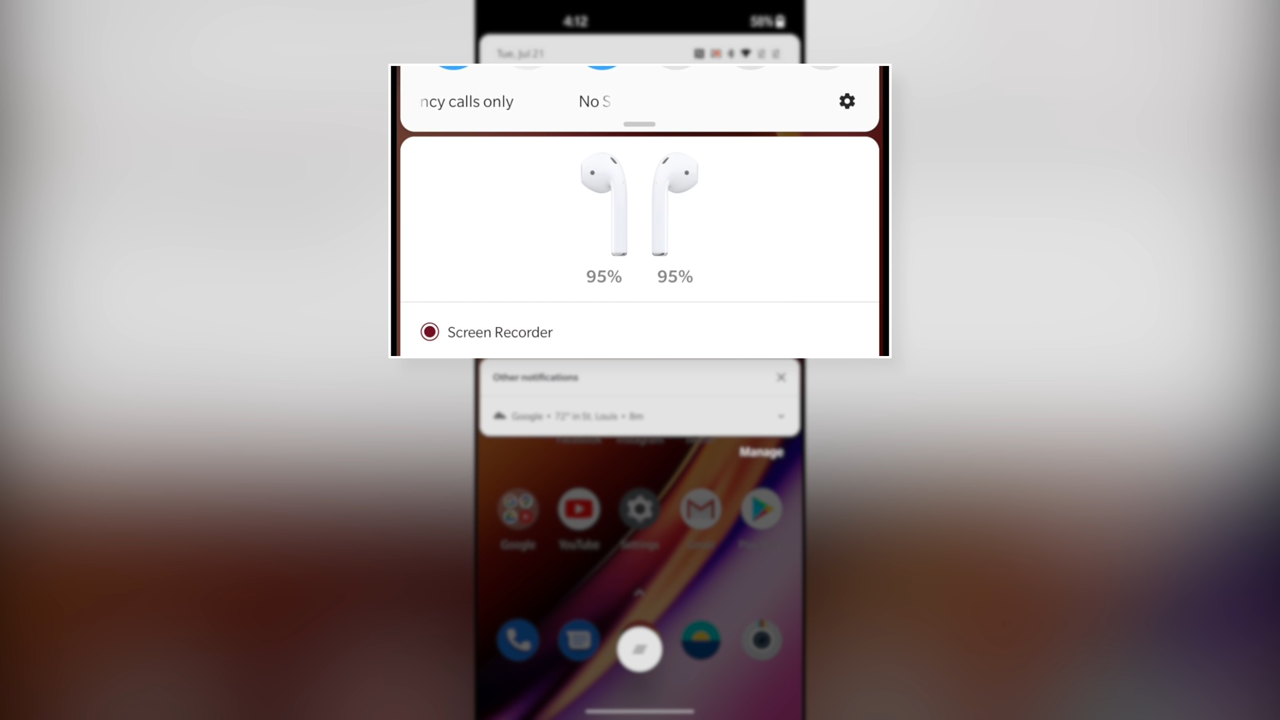 4:12 58%
Tue, Jul 21
ncy calls only No S
95% 95%
Screen Recorder
Other notifications
Google • 72° in St. Louis • 8m
Manage
Google YouTube Settings